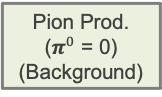 Pion Prod.
(𝝅⁰ = 0)
(Background)